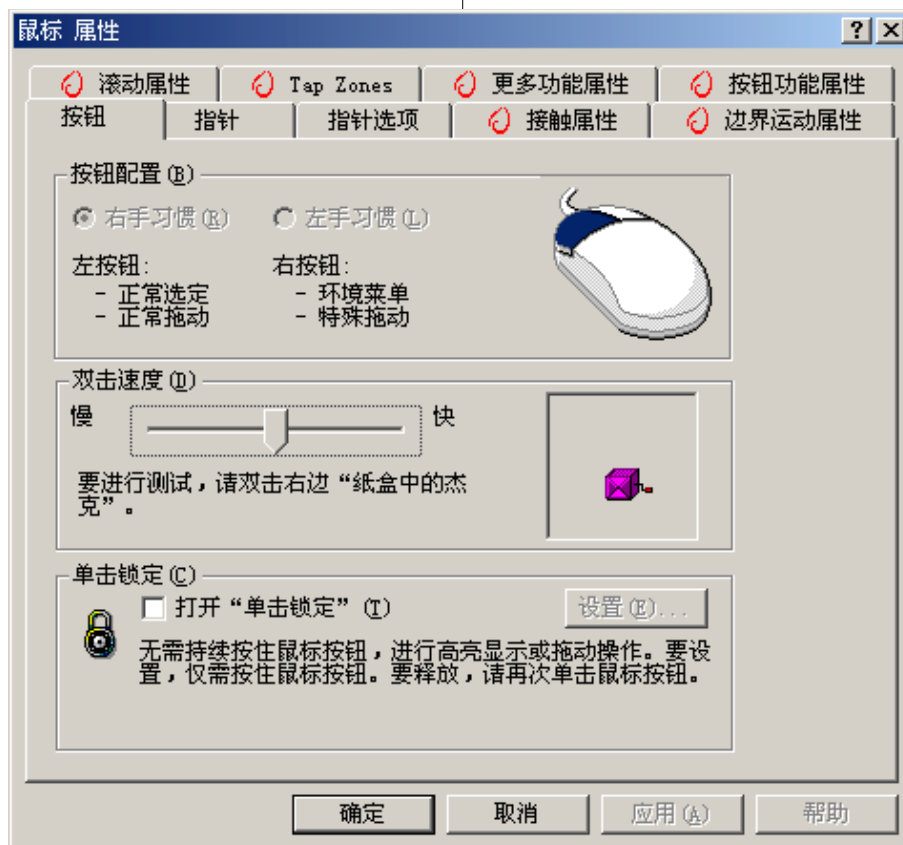 鼠标 属性
滚动属性
Tap Zones
更多功能属性
按钮功能属性
按钮
指针
指针选项
接触属性
边界运动属性
按钮配置(B)
右手习惯(R)
左手习惯(L)
左按钮:
- 正常选定
- 正常拖动
右按钮:
- 环境菜单
- 特殊拖动
双击速度(D)
慢
快
要进行测试，请双击右边“纸盒中的杰
克”。
单击锁定(C)
打开“单击锁定”(T)
设置(E)...
无需持续按住鼠标按钮，进行高亮显示或拖动操作。要设
置，仅需按住鼠标按钮。要释放，请再次单击鼠标按钮。
确定
取消
应用(A)
帮助